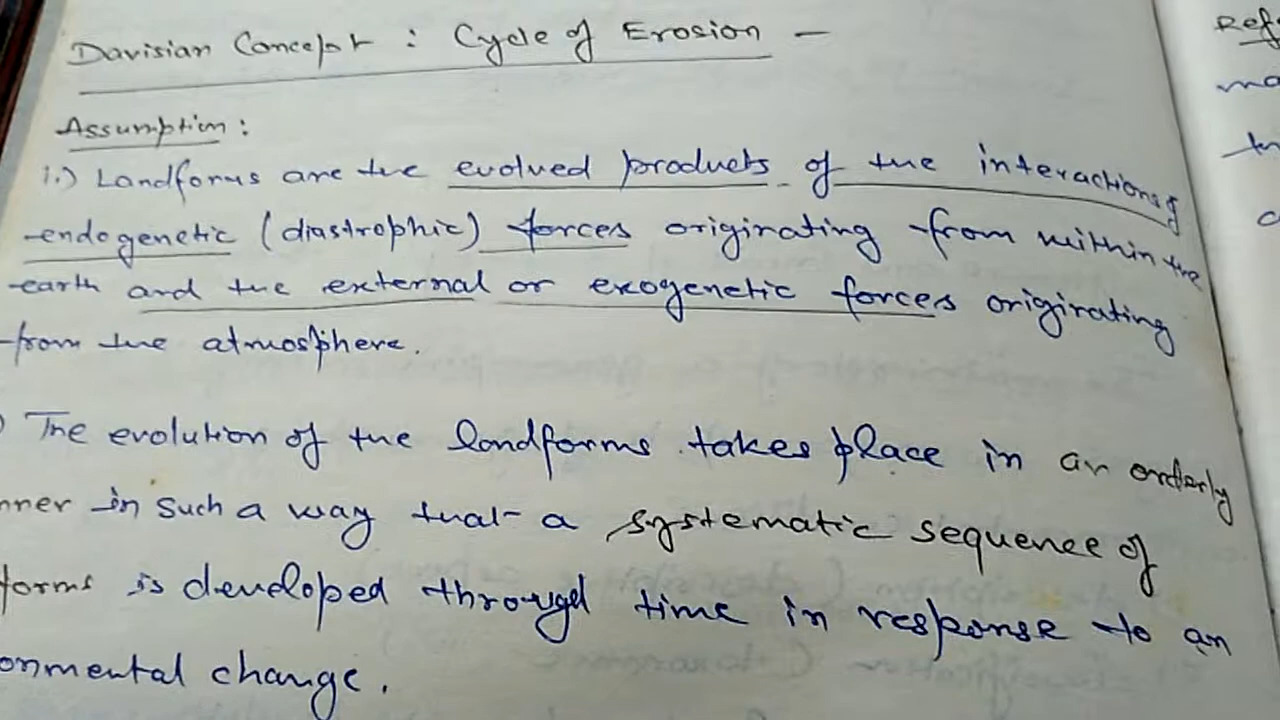 Davisian Concept : Cycle of Erosion —
Assumption :
i.) Landforms are the evolved products of the interactions of
endogenetic (diastrophic) forces originating from within the
earth and the external or exogenetic forces originating
from the atmosphere.
) The evolution of the landforms takes place in an orderly
nner in such a way that a systematic sequence of
forms is developed through time in response to an
onmental change.
Ref
ma
c